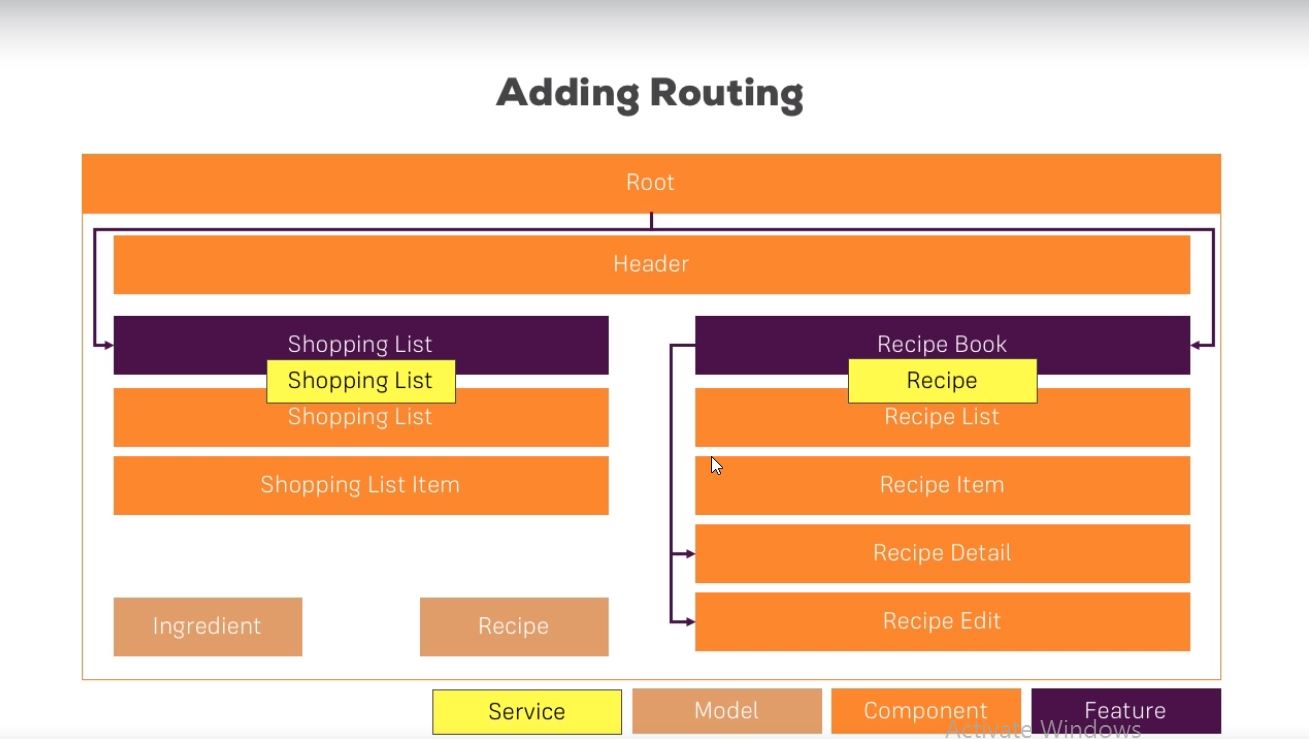 Adding Routing
Root
Header
Shopping List
Recipe Book
Shopping List
Recipe
Shopping List
Recipe List
Shopping List Item
Recipe Item
Recipe Detail
Recipe Edit
Ingredient
Recipe
Service
Model
Component
Feature
Activate Windows